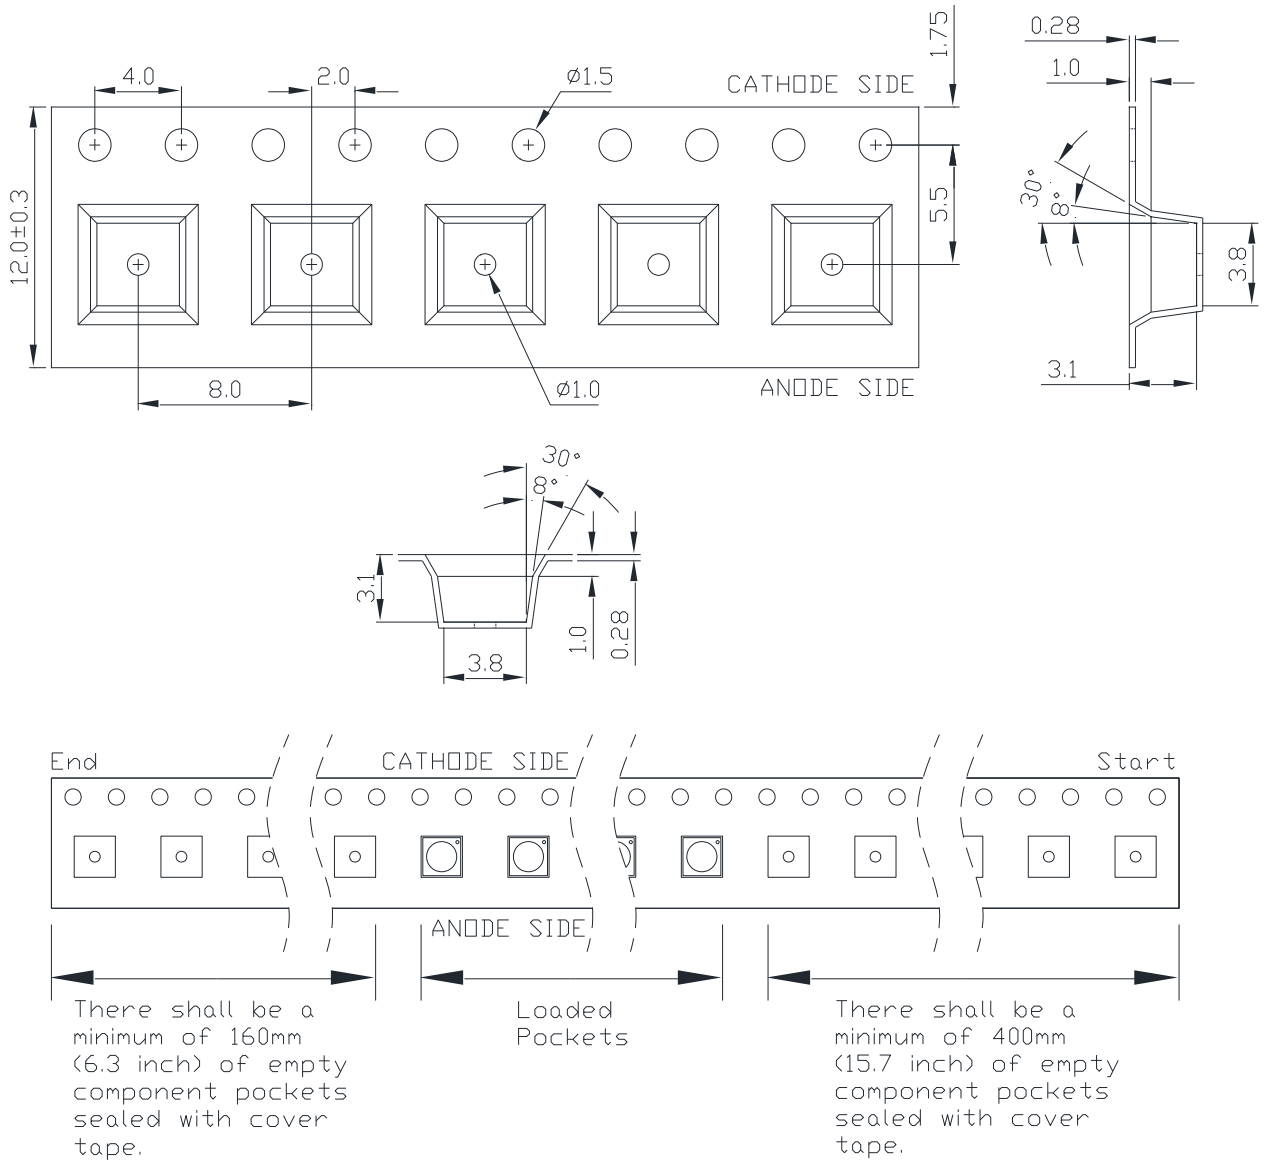 4.0
2.0
Ø1.5
CATHODE SIDE
1.75
0.28
1.0
12.0±0.3
5.5
30°
8°
3.8
8.0
Ø1.0
ANODE SIDE
3.1
30°
8°
3.1
3.8
1.0
0.28
End
CATHODE SIDE
Start
ANODE SIDE
There shall be a
minimum of 160mm
(6.3 inch) of empty
component pockets
sealed with cover
tape.
Loaded
Pockets
There shall be a
minimum of 400mm
(15.7 inch) of empty
component pockets
sealed with cover
tape.